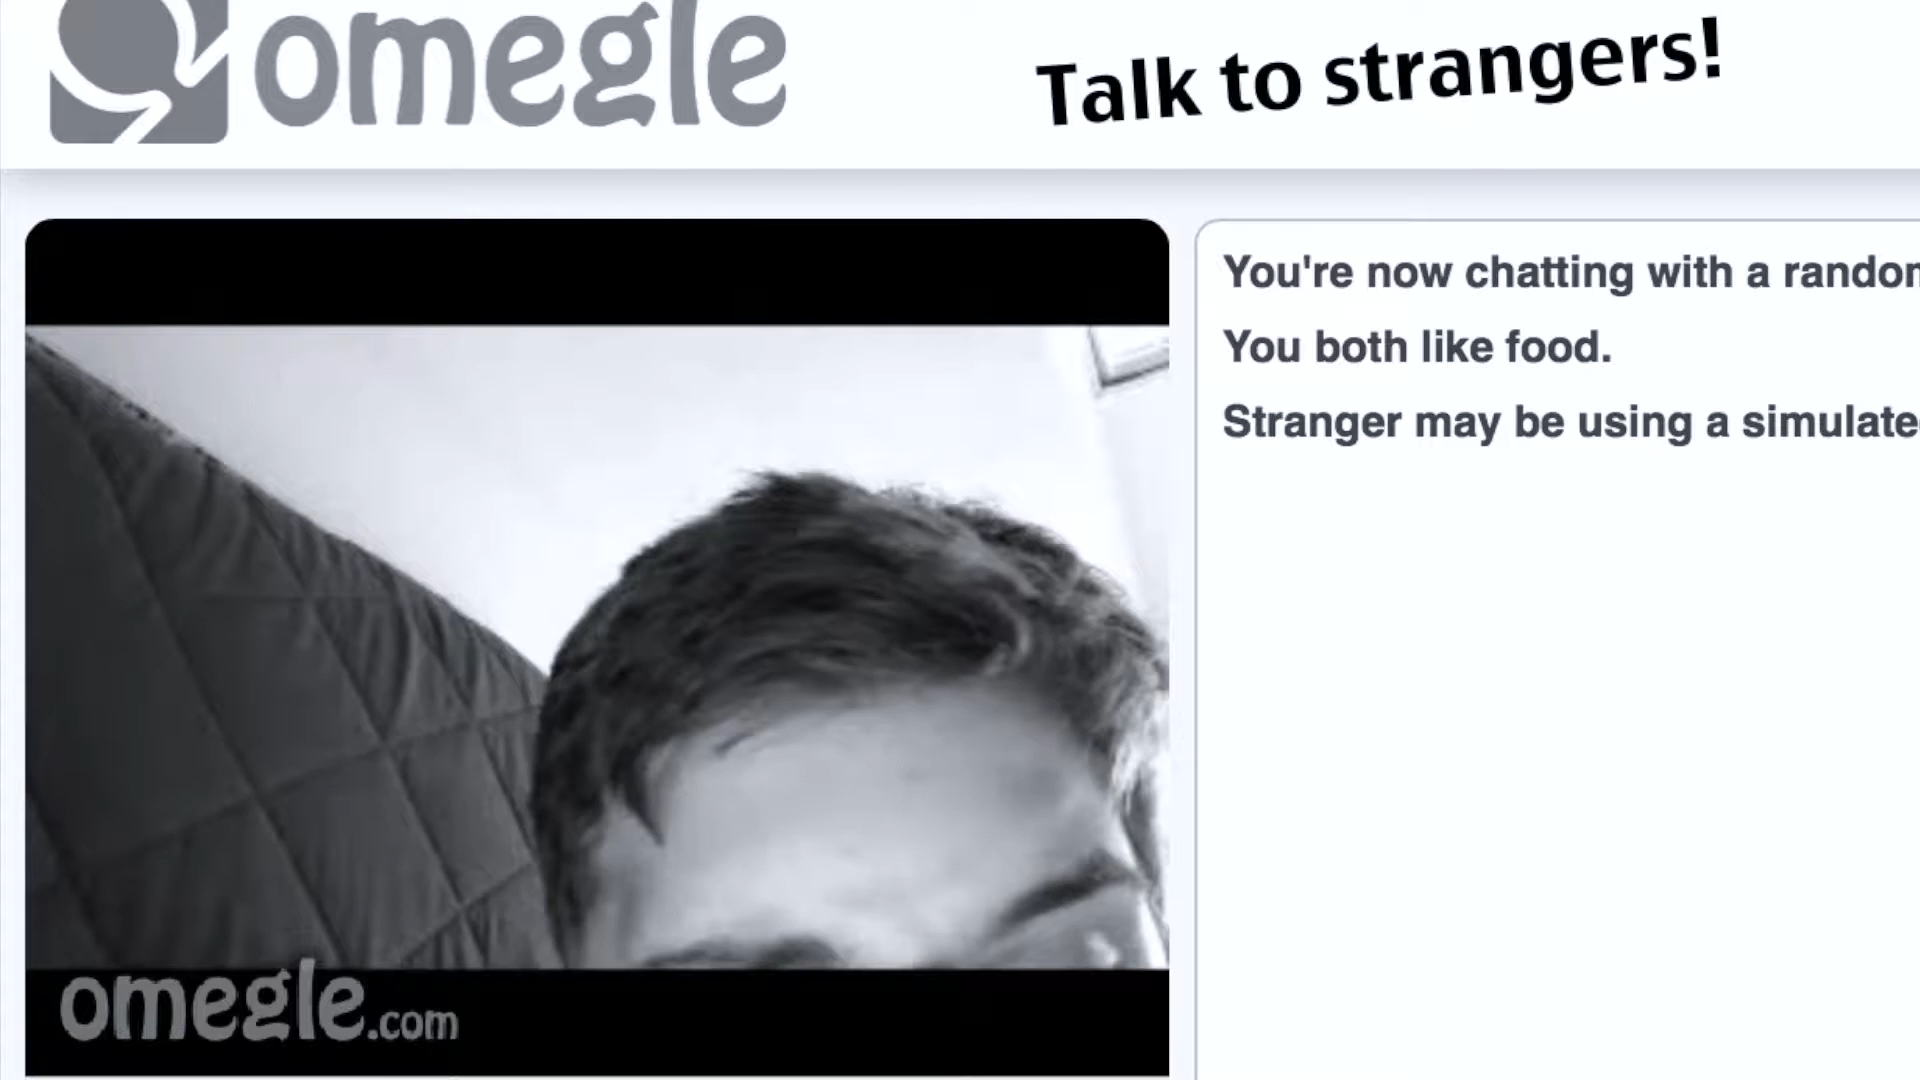 omegle
Talk to strangers!
You're now chatting with a
You both like food.
Stranger may be using a
omegle.com